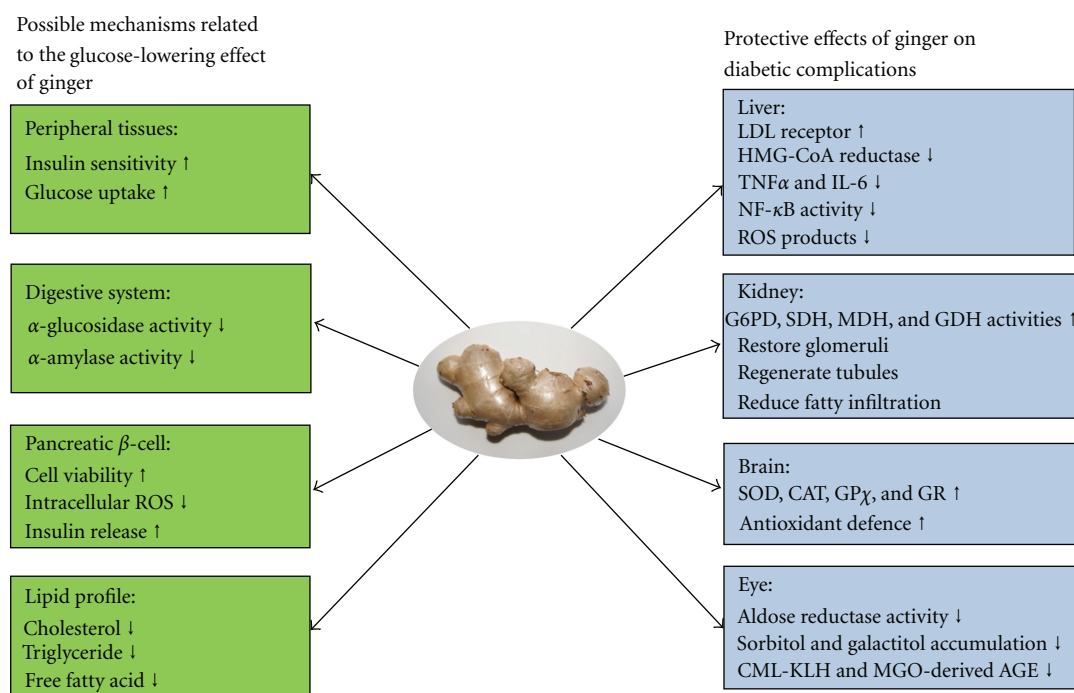 Possible mechanisms related
to the glucose-lowering effect
of ginger
Peripheral tissues:
Insulin sensitivity ↑
Glucose uptake ↑
Digestive system:
α-glucosidase activity ↓
α-amylase activity ↓
Pancreatic β-cell:
Cell viability ↑
Intracellular ROS ↓
Insulin release ↑
Lipid profile:
Cholesterol ↓
Triglyceride ↓
Free fatty acid ↓
Protective effects of ginger on
diabetic complications
Liver:
LDL receptor ↑
HMG-CoA reductase ↓
TNFα and IL-6 ↓
NF-κB activity ↓
ROS products ↓
Kidney:
G6PD, SDH, MDH, and GDH activities ↑
Restore glomeruli
Regenerate tubules
Reduce fatty infiltration
Brain:
SOD, CAT, GPχ, and GR ↑
Antioxidant defence ↑
Eye:
Aldose reductase activity ↓
Sorbitol and galactitol accumulation ↓
CML-KLH and MGO-derived AGE ↓